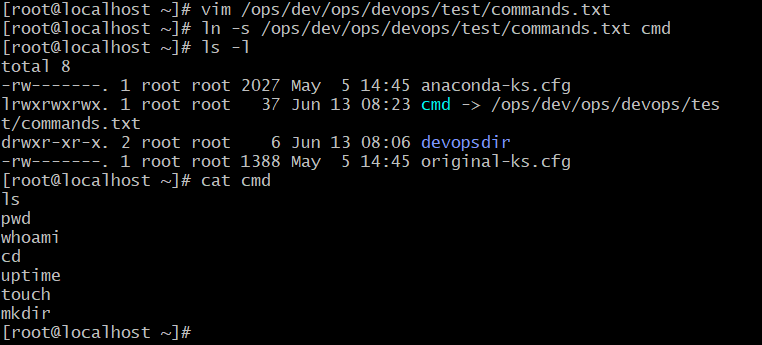 [root@localhost ~]# vim /ops/dev/ops/devops/test/commands.txt
[root@localhost ~]# ln -s /ops/dev/ops/devops/test/commands.txt cmd
[root@localhost ~]# ls -l
total 8
-rw-------. 1 root root 2027 May  5 14:45 anaconda-ks.cfg
lrwxrwxrwx. 1 root root   37 Jun 13 08:23 cmd -> /ops/dev/ops/devops/tes
t/commands.txt
drwxr-xr-x. 2 root root    6 Jun 13 08:06 devopsdir
-rw-------. 1 root root 1388 May  5 14:45 original-ks.cfg
[root@localhost ~]# cat cmd
ls
pwd
whoami
cd
uptime
touch
mkdir
[root@localhost ~]#